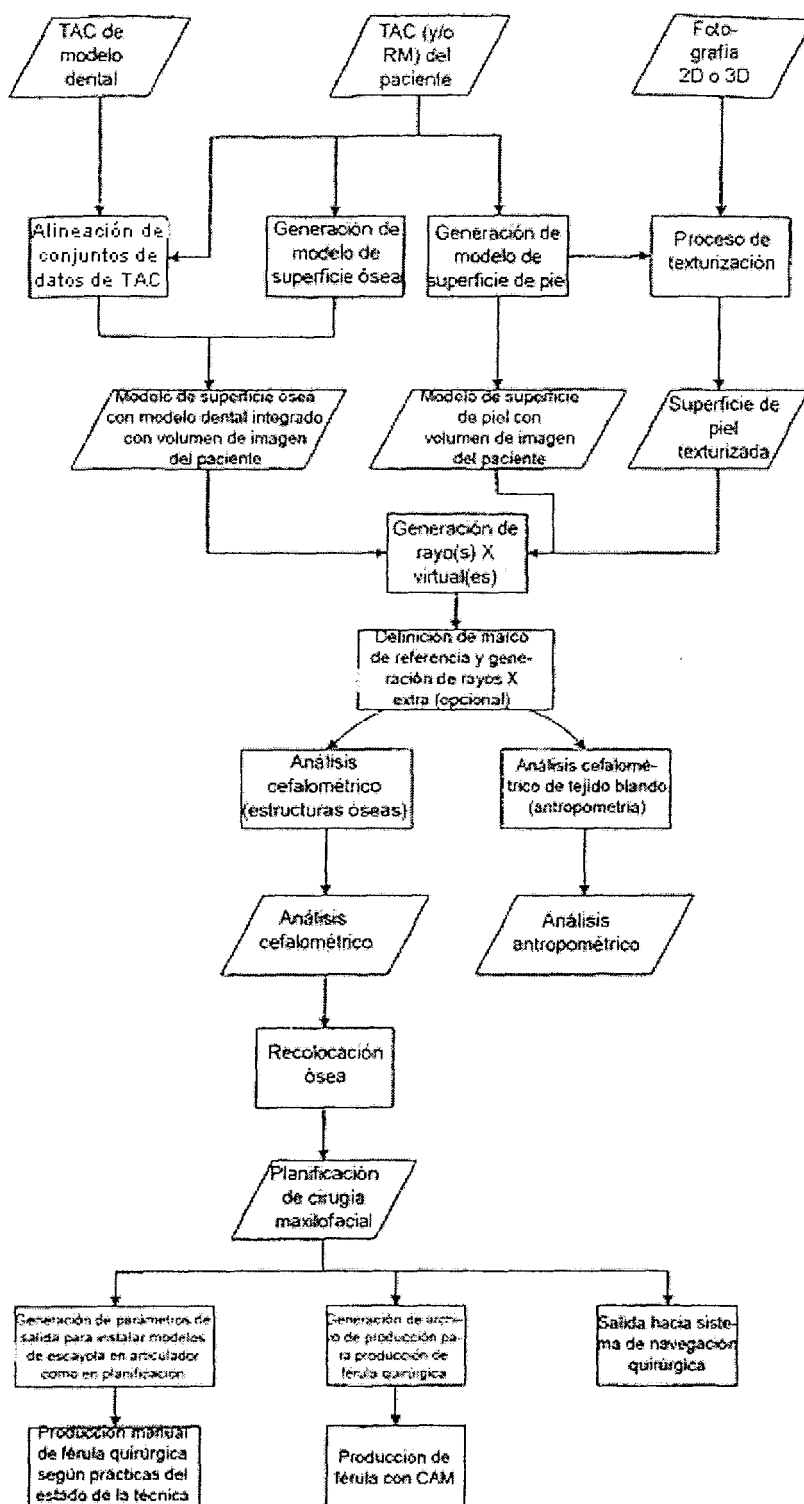 TAC de
modelo
dental
TAC (y/o
RM) del
paciente
Foto-
grafía
2D o 3D
Alineación de
conjuntos de
datos de TAC
Generación de
modelo de
superficie ósea
Generación de
modelo de
superficie de piel
Proceso de
texturización
Modelo de superficie ósea
con modelo dental integrado
con volumen de imagen
del paciente
Modelo de superficie
de piel con
volumen de imagen
del paciente
Superficie de
piel
texturizada
Generación de
rayo(s) X
virtual(es)
Definición de marco
de referencia y gene-
ración de rayos X
extra (opcional)
Análisis
cefalométrico
(estructuras óseas)
Análisis cefalomé-
trico de tejido blando
(antropometría)
Análisis
cefalométrico
Análisis
antropométrico
Recolocación
ósea
Planificación
de cirugía
maxilofacial
Generación de parámetros de
salida para instalar modelos
de escayola en articulador
como en planificación
Generación de archi-
vo de producción pa-
ra producción de
férula quirúrgica
Salida hacia siste-
ma de navegación
quirúrgica
Producción manual
de férula quirúrgica
según prácticas del
estado de la técnica
Producción de
férula con CAM